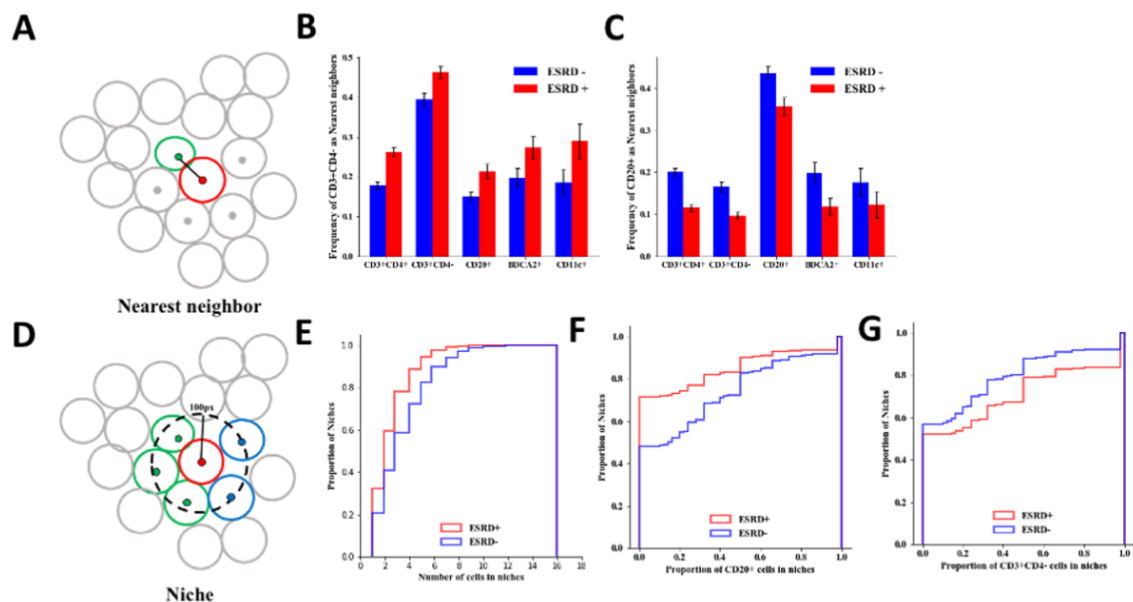 A
Nearest neighbor
B
Frequency of CD3+CD4- as Nearest neighbors
0.5
0.4
0.3
0.2
0.1
0.0
ESRD -
ESRD +
CD3+CD4+ CD3+CD4- CD20+ BDCA2+ CD11c+
C
Frequency of CD20+ as Nearest neighbors
0.4
0.3
0.2
0.1
0.0
ESRD -
ESRD +
CD3+CD4+ CD3+CD4- CD20+ BDCA2+ CD11c+
D
100px
Niche
E
Proportion of Niches
1.0
0.8
0.6
0.4
0.2
0.0
ESRD+
ESRD-
0 2 4 6 8 10 12 14 16 18
Number of cells in niches
F
Proportion of Niches
1.0
0.8
0.6
0.4
0.2
0.0
ESRD+
ESRD-
0.0 0.2 0.4 0.6 0.8 1.0
Proportion of CD20+ cells in niches
G
Proportion of Niches
1.0
0.8
0.6
0.4
0.2
0.0
ESRD+
ESRD-
0.0 0.2 0.4 0.6 0.8 1.0
Proportion of CD3+CD4- cells in niches